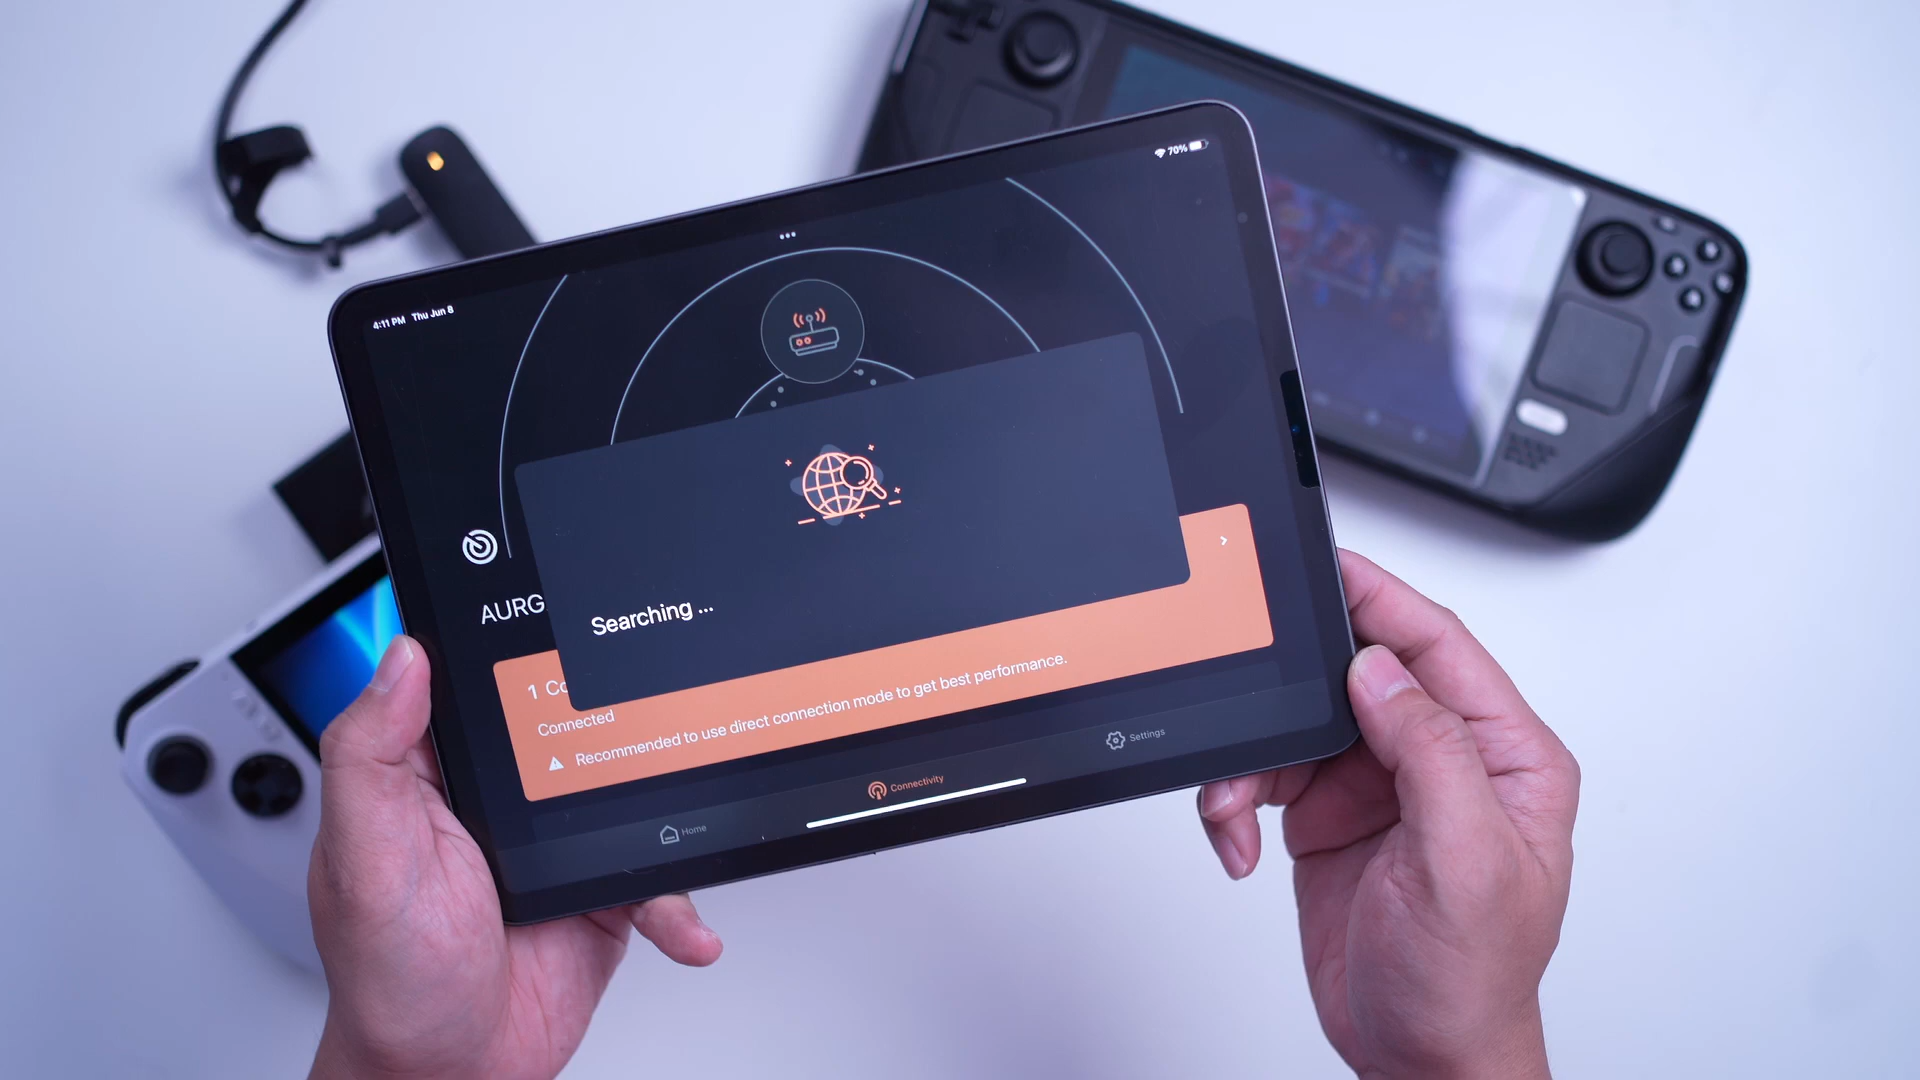 70%
4:11 PM Thu Jun 8
AURG
Searching ...
1 Co
Connected
Recommended to use direct connection mode to get best performance.
Home
Connectivity
Settings